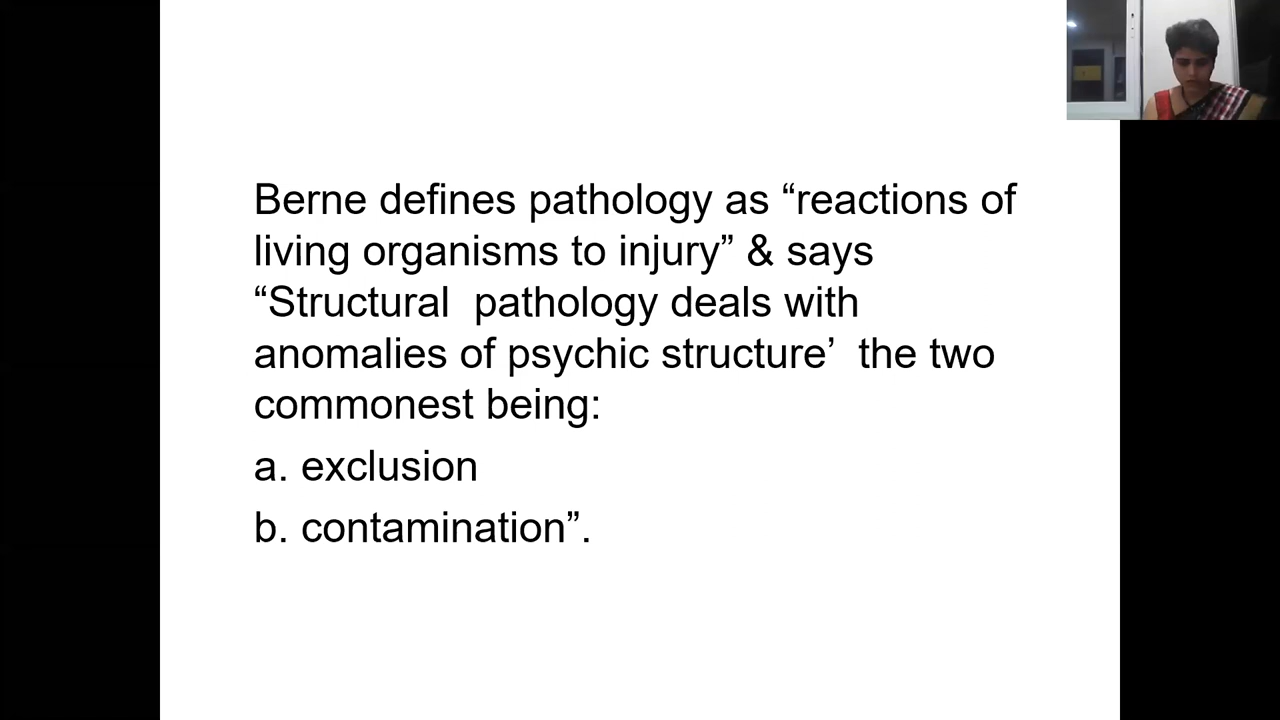 Berne defines pathology as “reactions of
living organisms to injury” & says
“Structural  pathology deals with
anomalies of psychic structure’  the two
commonest being:
a. exclusion
b. contamination”.